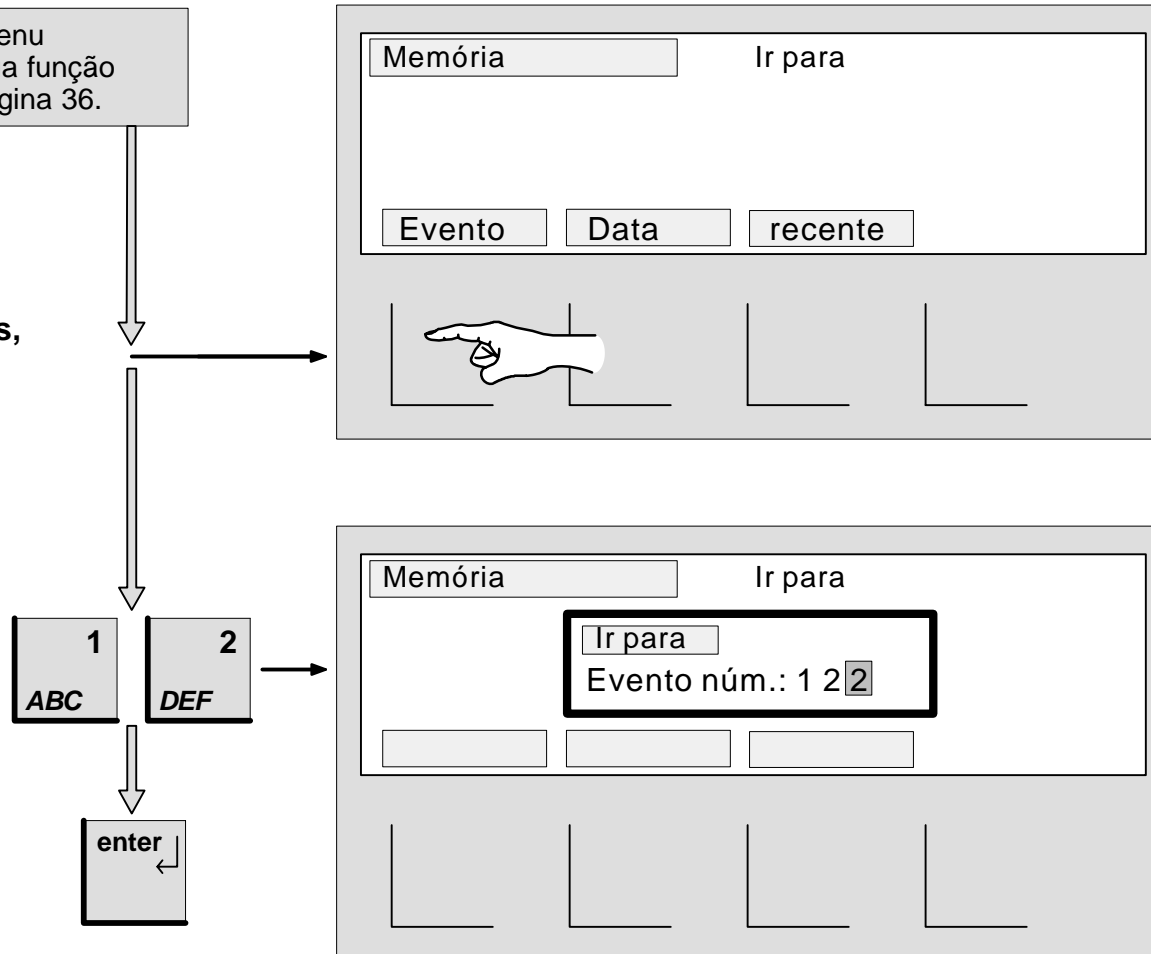 enu
a função
gina 36.
Memória Ir para
Evento Data recente
s,
Memória Ir para
Ir para
Evento núm.: 1 2 2
1 2
ABC DEF
enter